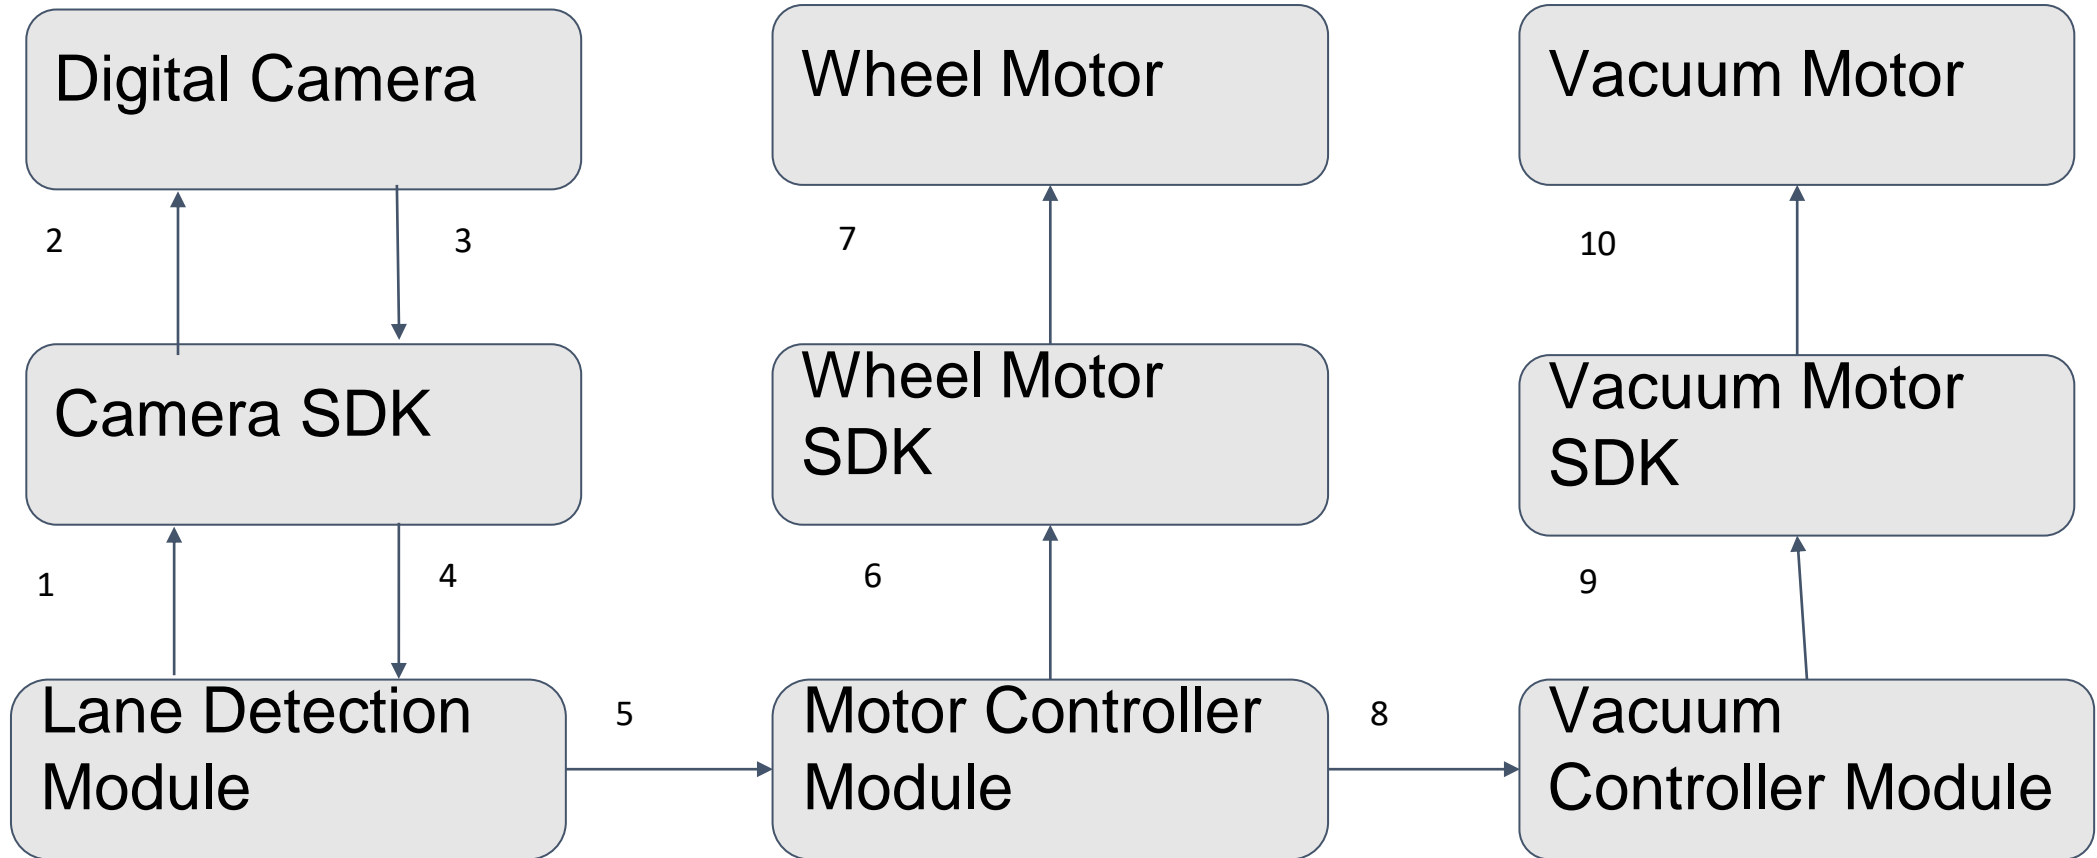 Digital Camera
Wheel Motor
Vacuum Motor
2
3
7
10
Camera SDK
Wheel Motor
SDK
Vacuum Motor
SDK
1
4
6
9
Lane Detection
Module
5
Motor Controller
Module
8
Vacuum
Controller Module